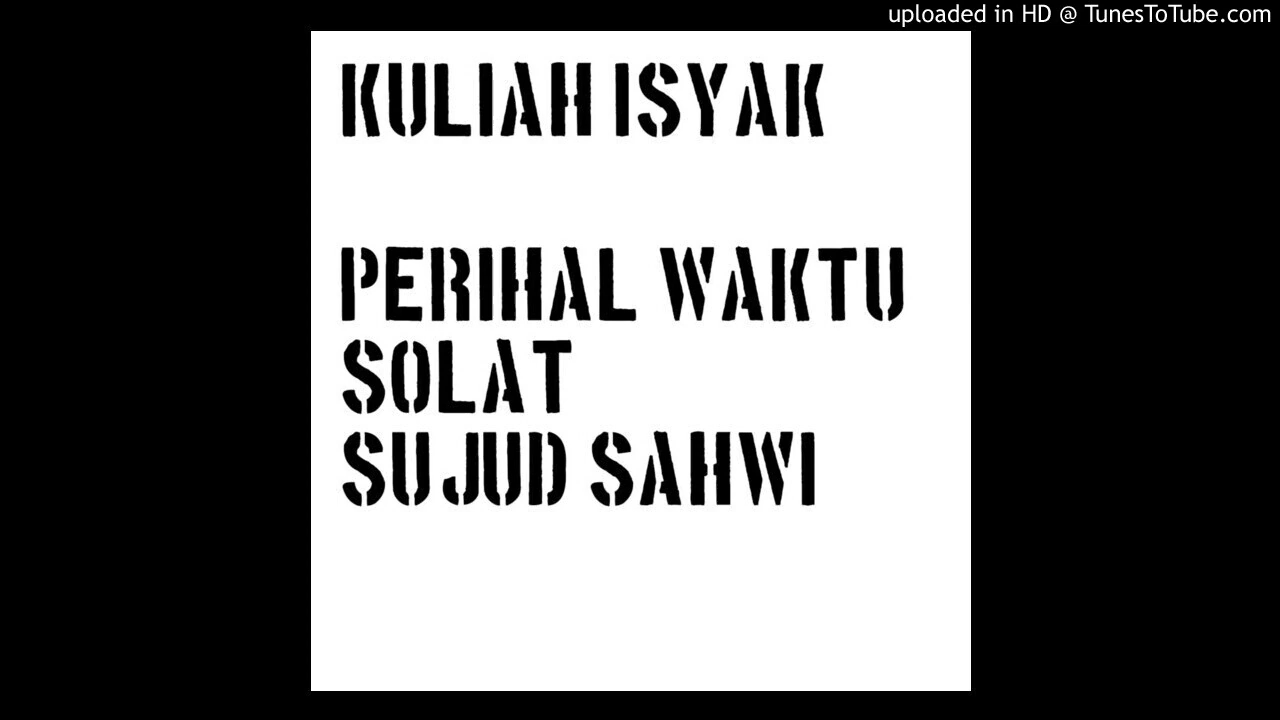 uploaded in HD @ TunesToTube.com
KULIAH ISYAK
PERIHAL WAKTU
SOLAT
SUJUD SAHWI